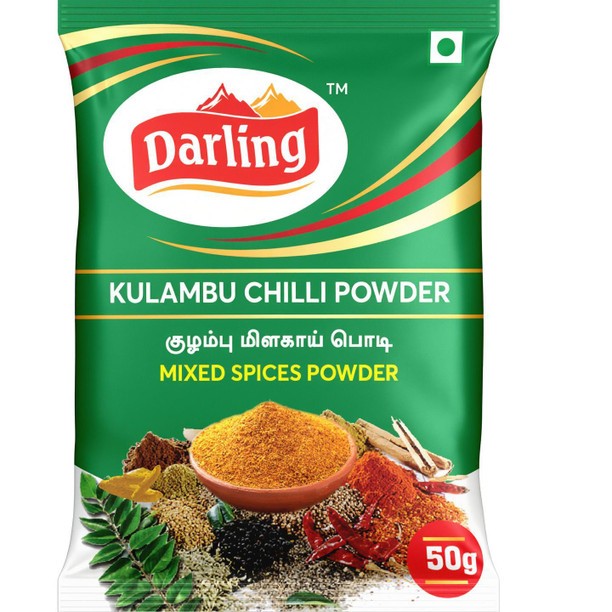 Darling
TM
KULAMBU CHILLI POWDER
குழம்பு மிளகாய் பொடி
MIXED SPICES POWDER
50g